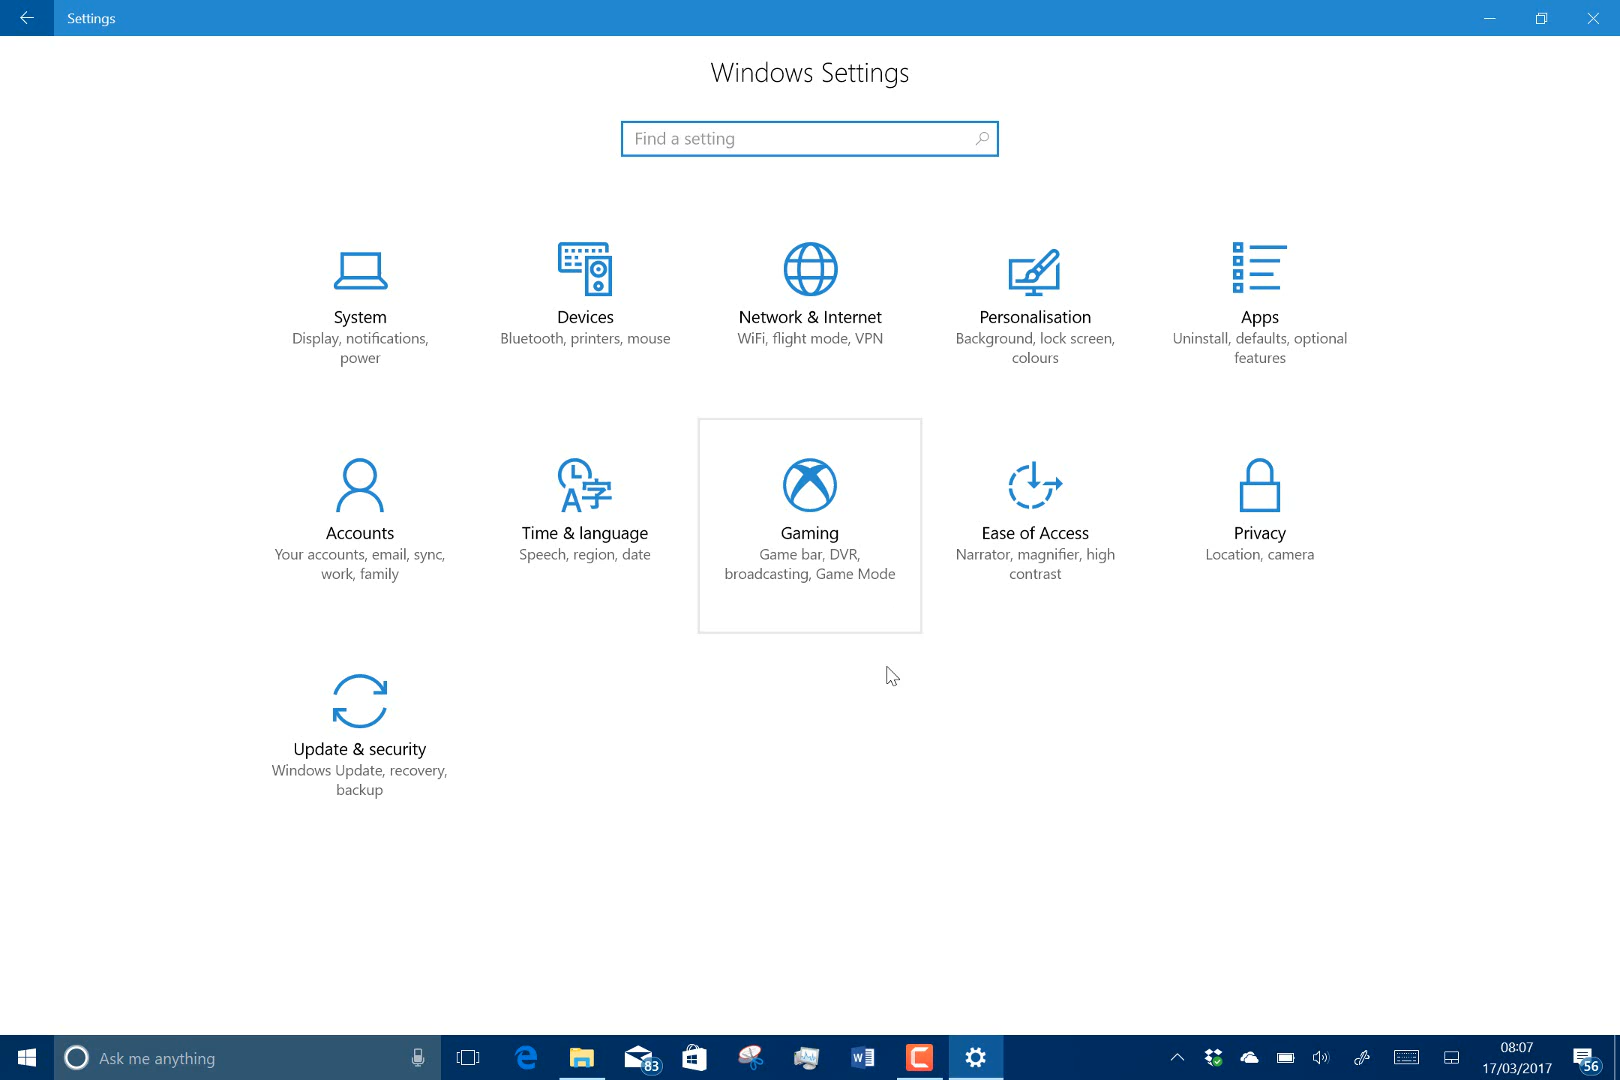 Settings
Windows Settings
Find a setting
System
Display, notifications,
power
Devices
Bluetooth, printers, mouse
Network & Internet
WiFi, flight mode, VPN
Personalisation
Background, lock screen,
colours
Apps
Uninstall, defaults, optional
features
Accounts
Your accounts, email, sync,
work, family
Time & language
Speech, region, date
Gaming
Game bar, DVR,
broadcasting, Game Mode
Ease of Access
Narrator, magnifier, high
contrast
Privacy
Location, camera
Update & security
Windows Update, recovery,
backup
Ask me anything
83
08:07
17/03/2017
56